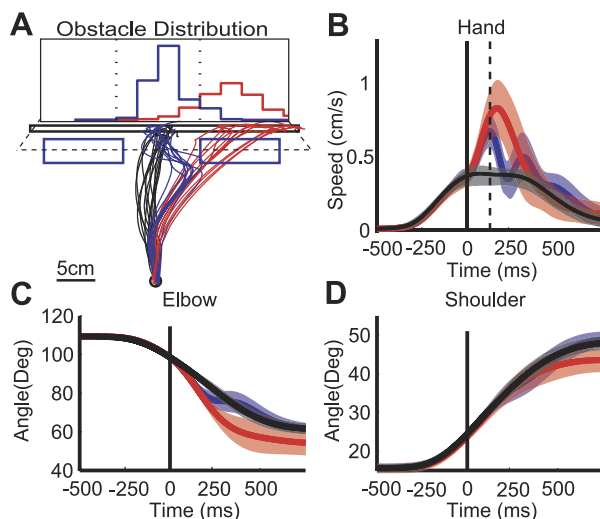 A
Obstacle Distribution
5cm
B
Hand
Speed (cm/s)
1
0.5
0
-500 -250 0 250 500
Time (ms)
C
Elbow
Angle(Deg)
120
100
80
60
40
-500 -250 0 250 500
Time (ms)
D
Shoulder
Angle(Deg)
50
40
30
20
-500 -250 0 250 500
Time (ms)